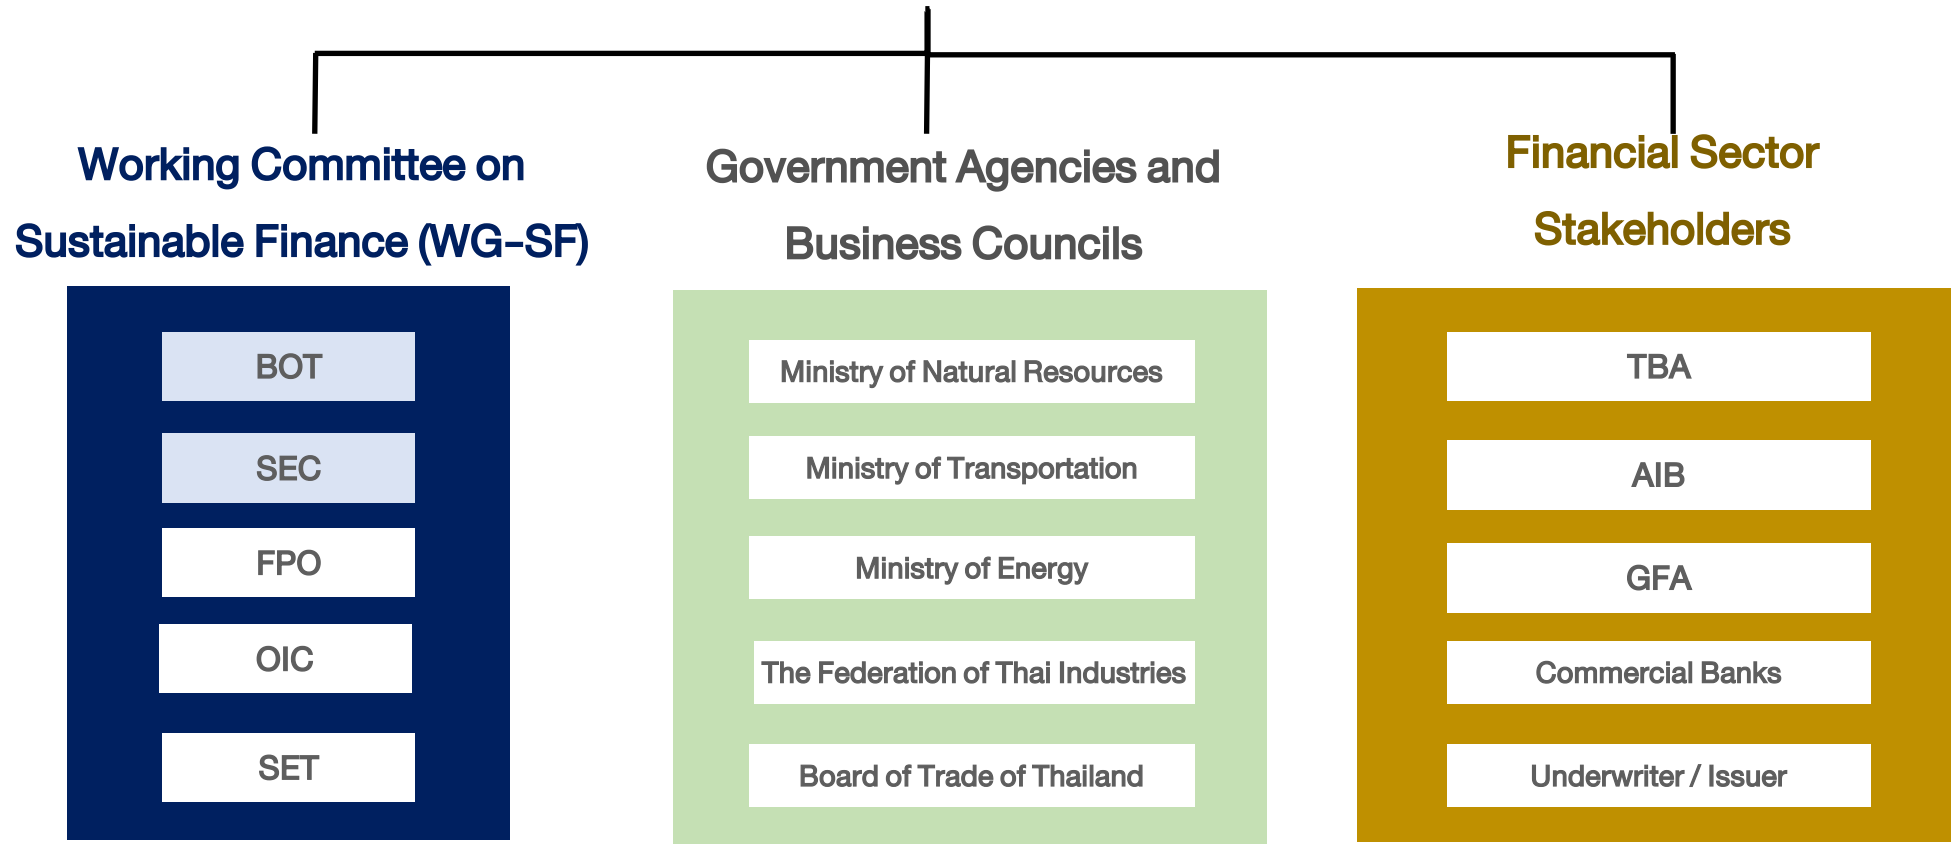 Working Committee on
Sustainable Finance (WG-SF)
BOT
SEC
FPO
OIC
SET
Government Agencies and
Business Councils
Ministry of Natural Resources
Ministry of Transportation
Ministry of Energy
The Federation of Thai Industries
Board of Trade of Thailand
Financial Sector
Stakeholders
TBA
AIB
GFA
Commercial Banks
Underwriter / Issuer